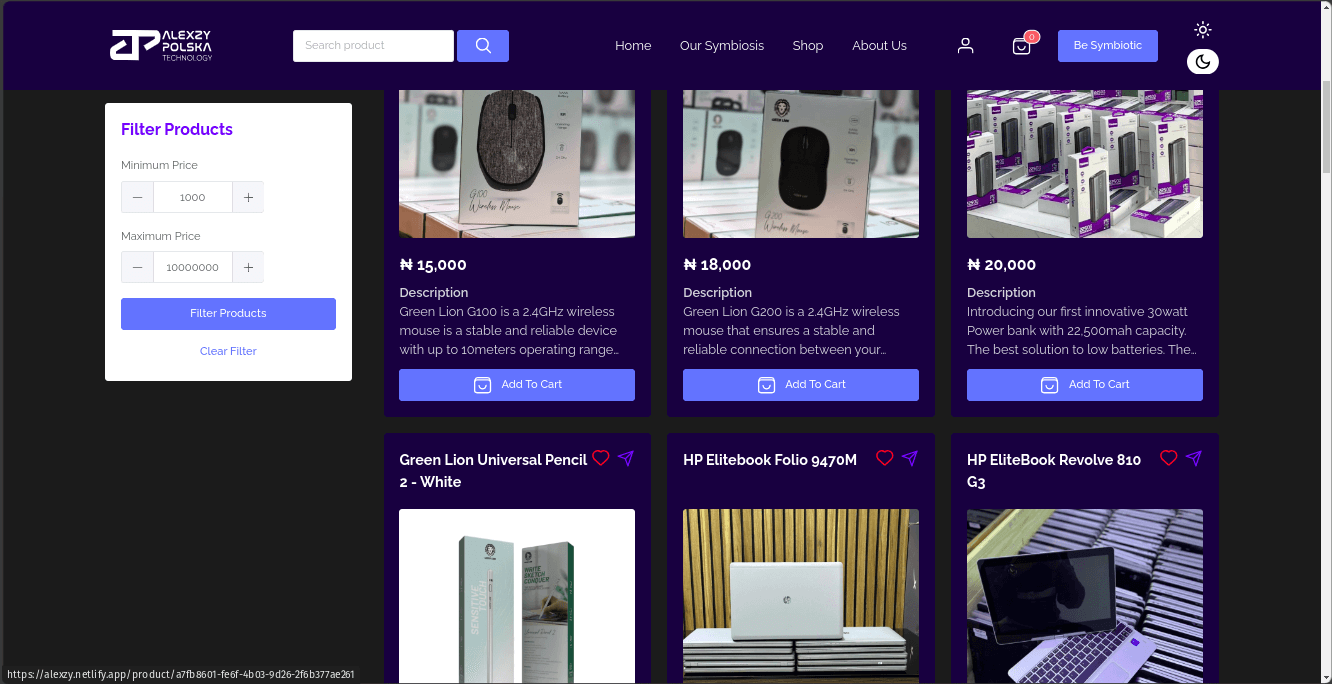 ALEXZY
POLSKA
TECHNOLOGY
Search product
Home
Our Symbiosis
Shop
About Us
0
Be Symbiotic
Filter Products
Minimum Price
1000
Maximum Price
10000000
Filter Products
Clear Filter
G100
Wireless Mouse
G200
Wireless Mouse
₦ 15,000
Description
Green Lion G100 is a 2.4GHz wireless
mouse is a stable and reliable device
with up to 10meters operating range...
Add To Cart
₦ 18,000
Description
Green Lion G200 is a 2.4GHz wireless
mouse that ensures a stable and
reliable connection between your...
Add To Cart
₦ 20,000
Description
Introducing our first innovative 30watt
Power bank with 22,500mah capacity.
The best solution to low batteries. The...
Add To Cart
Green Lion Universal Pencil
2 - White
HP Elitebook Folio 9470M
HP EliteBook Revolve 810
G3
SENSITIVE
TOUCH
WRITE
SKETCH
CONQUER
hp
https://alexzy.netlify.app/product/a7fb8601-fe6f-4b03-9d26-2f6b377ae261